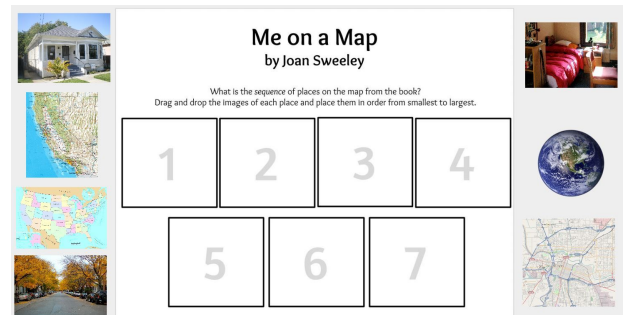 Me on a Map
by Joan Sweeley
What is the sequence of places on the map from the book?
Drag and drop the images of each place and place them in order from smallest to largest.
1 2 3 4
5 6 7